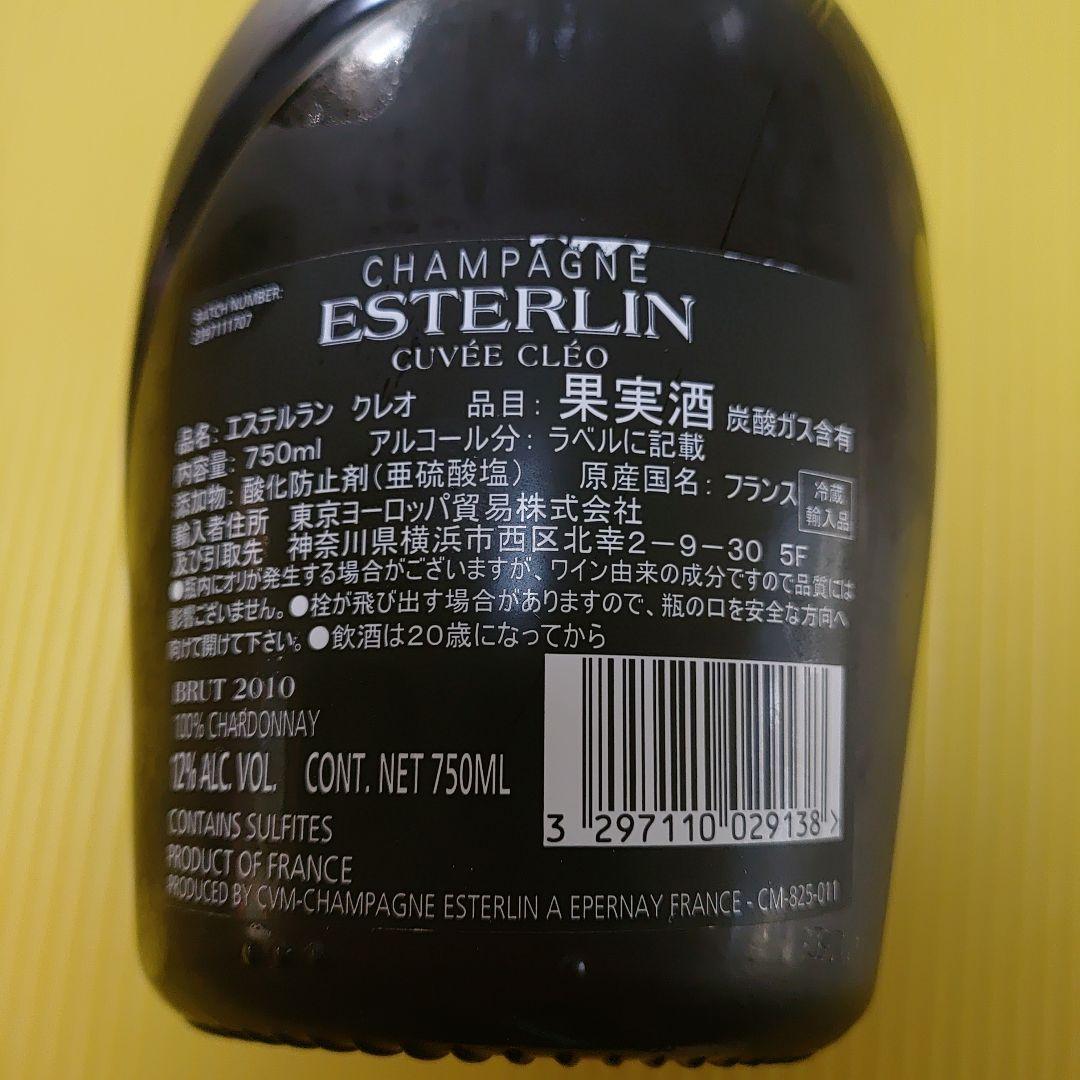 CHAMPAGNE
BATCH NUMBER:
ESTERLIN
CUVÉE CLÉO
品名: エステルラン クレオ 品目: 果実酒 炭酸ガス含有
内容量: 750ml アルコール分: ラベルに記載
添加物: 酸化防止剤(亜硫酸塩) 原産国名: フランス
冷蔵
輸入品
輸入者住所 東京ヨーロッパ貿易株式会社
及び引取先 神奈川県横浜市西区北幸2-9-30 5F
●瓶内にオリが発生する場合がございますが、ワイン由来の成分ですので品質には
影響ございません。●栓が飛び出す場合がありますので、瓶の口を安全な方向へ
向けて開けて下さい。●飲酒は20歳になってから
BRUT 2010
100% CHARDONNAY
12% ALC VOL. CONT. NET 750ML
CONTAINS SULFITES
PRODUCT OF FRANCE
PRODUCED BY CVM-CHAMPAGNE ESTERLIN A EPERNAY FRANCE - CM-825-011
3 297110 029138 >